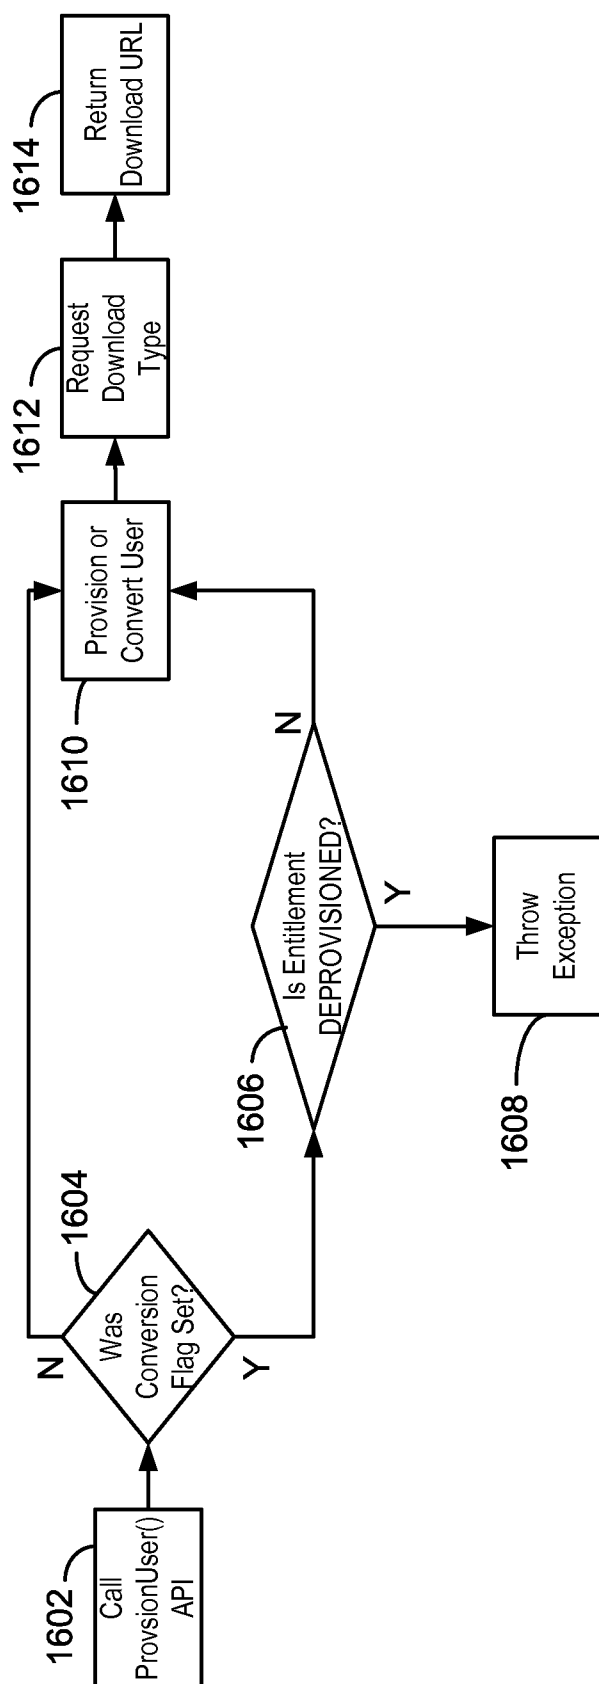 1602
Call
ProvsionUser()
API
1604
Was
Conversion
Flag Set?
N
Y
1606
Is Entitlement
DEPROVISIONED?
N
Y
1608
Throw
Exception
1610
Provision or
Convert User
1612
Request
Download
Type
1614
Return
Download URL